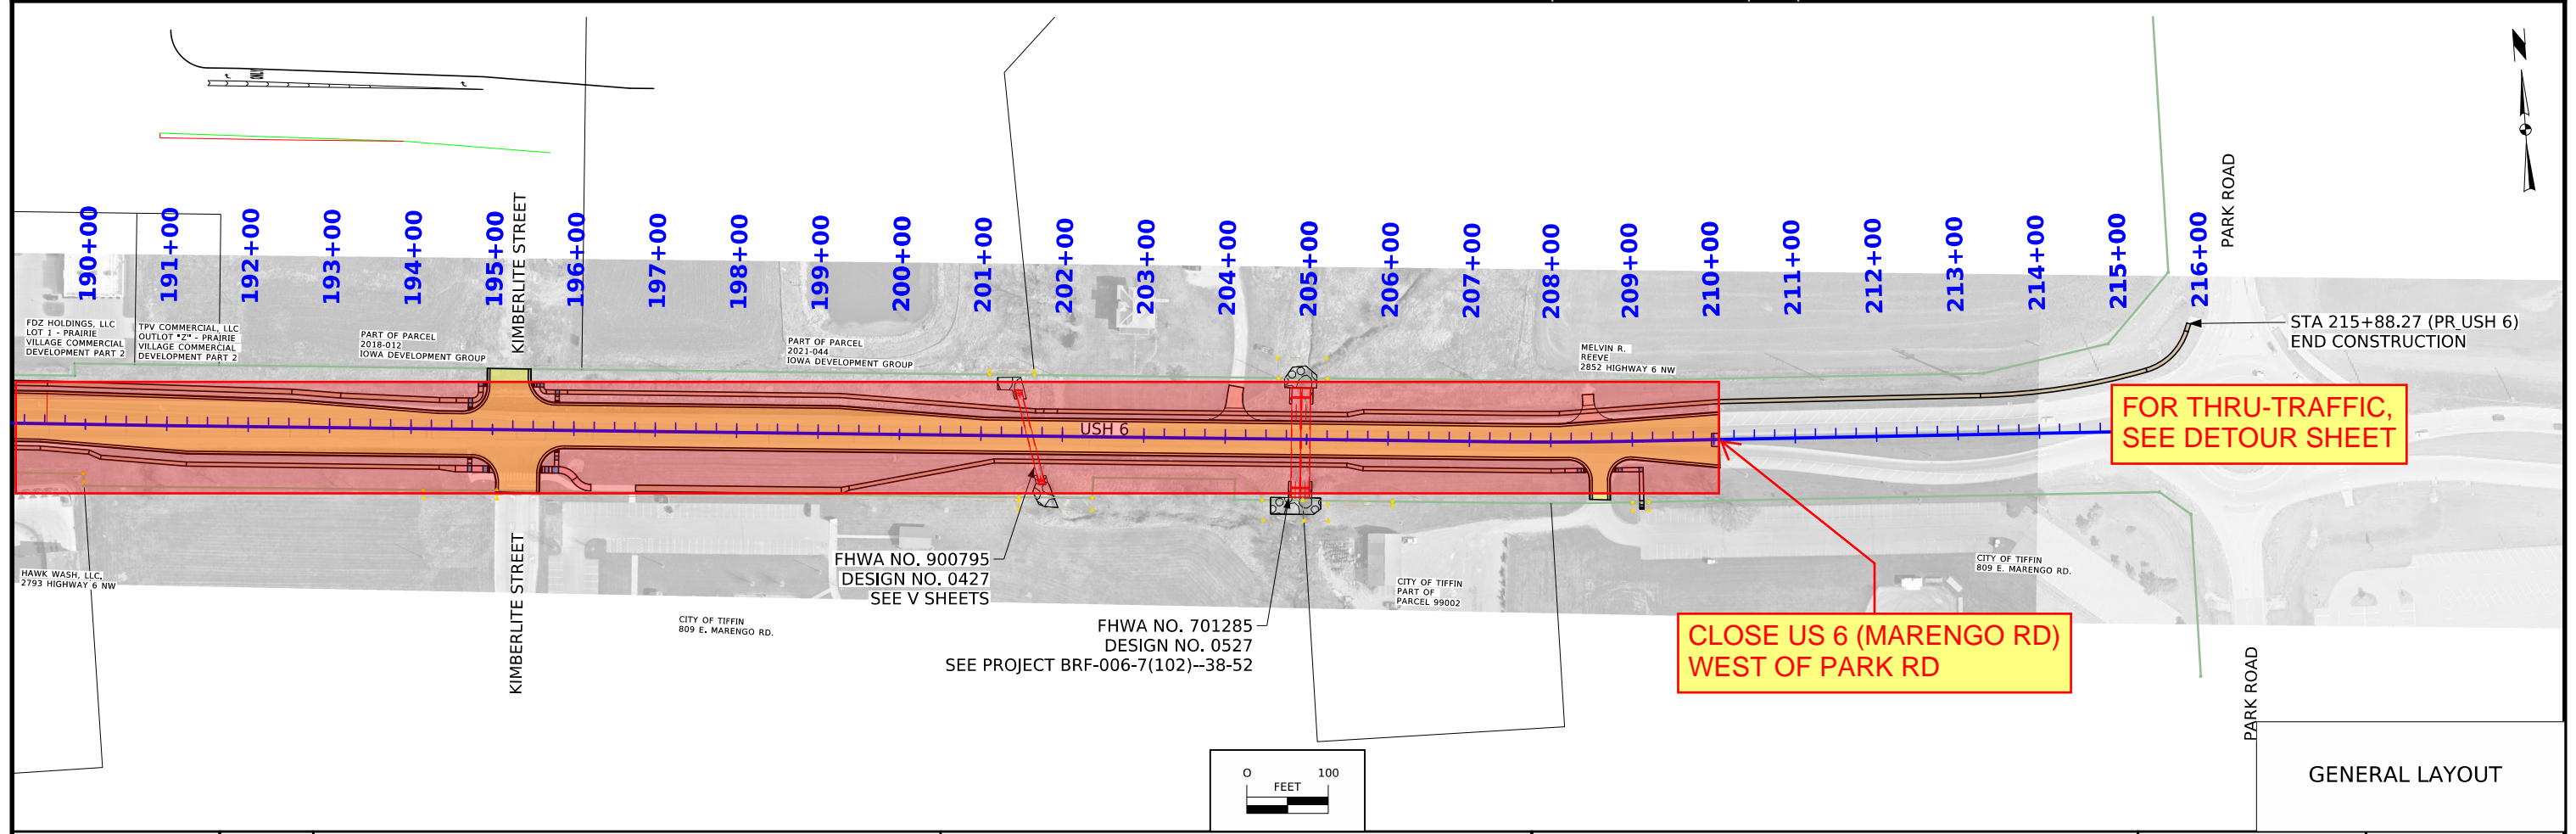 190+00
191+00
192+00
193+00
194+00
195+00
KIMBERLITE STREET
196+00
197+00
198+00
199+00
200+00
201+00
202+00
203+00
204+00
205+00
206+00
207+00
208+00
209+00
210+00
211+00
212+00
213+00
214+00
215+00
216+00
PARK ROAD
N
FDZ HOLDINGS, LLC
LOT 1 - PRAIRIE
VILLAGE COMMERCIAL
DEVELOPMENT PART 2
TPV COMMERCIAL, LLC
OUTLOT "Z" - PRAIRIE
VILLAGE COMMERCIAL
DEVELOPMENT PART 2
PART OF PARCEL
2018-012
IOWA DEVELOPMENT GROUP
PART OF PARCEL
2021-044
IOWA DEVELOPMENT GROUP
MELVIN R.
REEVE
2852 HIGHWAY 6 NW
STA 215+88.27 (PR_USH 6)
END CONSTRUCTION
USH 6
FOR THRU-TRAFFIC,
SEE DETOUR SHEET
HAWK WASH, LLC.
2793 HIGHWAY 6 NW
KIMBERLITE STREET
CITY OF TIFFIN
809 E. MARENGO RD.
FHWA NO. 900795
DESIGN NO. 0427
SEE V SHEETS
FHWA NO. 701285
DESIGN NO. 0527
SEE PROJECT BRF-006-7(102)--38-52
CITY OF TIFFIN
PART OF
PARCEL 99002
CITY OF TIFFIN
809 E. MARENGO RD.
CLOSE US 6 (MARENGO RD)
WEST OF PARK RD
PARK ROAD
0 100
FEET
GENERAL LAYOUT